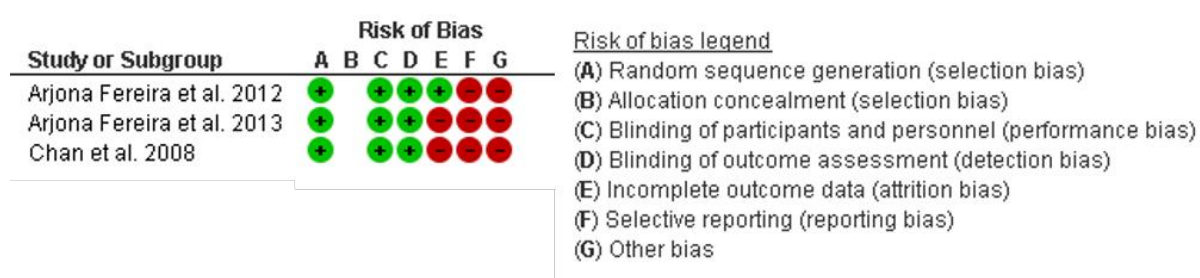 Risk of Bias
Study or Subgroup A B C D E F G
Arjona Fereira et al. 2012 + + + + - -
Arjona Fereira et al. 2013 + + + - - -
Chan et al. 2008 + + + - - -
Risk of bias legend
(A) Random sequence generation (selection bias)
(B) Allocation concealment (selection bias)
(C) Blinding of participants and personnel (performance bias)
(D) Blinding of outcome assessment (detection bias)
(E) Incomplete outcome data (attrition bias)
(F) Selective reporting (reporting bias)
(G) Other bias